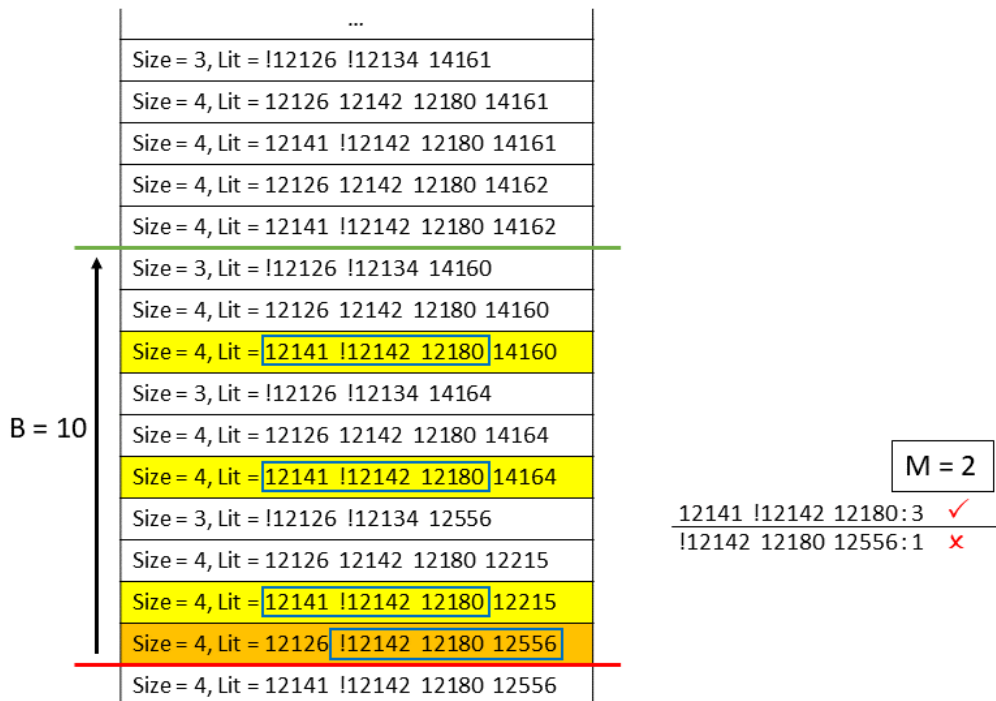 ...
Size = 3, Lit = !12126 !12134 14161
Size = 4, Lit = 12126 12142 12180 14161
Size = 4, Lit = 12141 !12142 12180 14161
Size = 4, Lit = 12126 12142 12180 14162
Size = 4, Lit = 12141 !12142 12180 14162
Size = 3, Lit = !12126 !12134 14160
Size = 4, Lit = 12126 12142 12180 14160
Size = 4, Lit = 12141 !12142 12180 14160
Size = 3, Lit = !12126 !12134 14164
B = 10
Size = 4, Lit = 12126 12142 12180 14164
Size = 4, Lit = 12141 !12142 12180 14164
Size = 3, Lit = !12126 !12134 12556
Size = 4, Lit = 12126 12142 12180 12215
Size = 4, Lit = 12141 !12142 12180 12215
Size = 4, Lit = 12126 !12142 12180 12556
Size = 4, Lit = 12141 !12142 12180 12556
M = 2
12141 !12142 12180:3 ✓
!12142 12180 12556:1 ✗